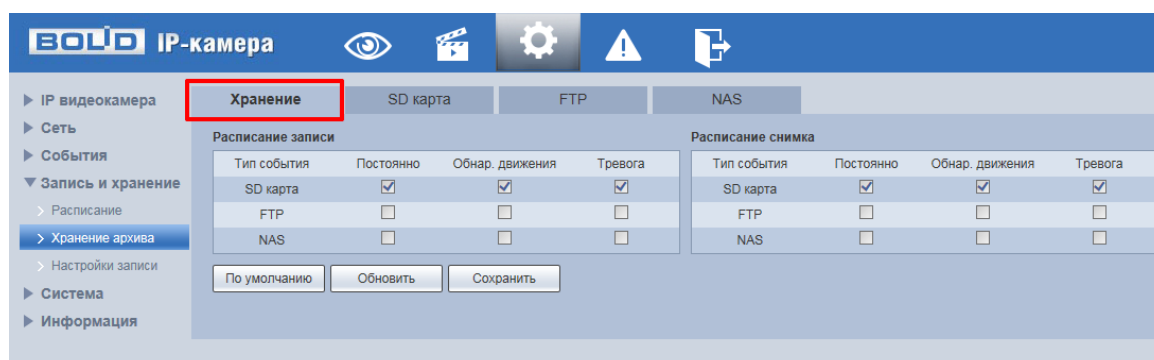 BOLID IP-камера
IP видеокамера
Сеть
События
Запись и хранение
Расписание
Хранение архива
Настройки записи
Система
Информация
Хранение SD карта FTP NAS
Расписание записи
Тип события Постоянно Обнар. движения Тревога
SD карта
FTP
NAS
Расписание снимка
Тип события Постоянно Обнар. движения Тревога
SD карта
FTP
NAS
По умолчанию Обновить Сохранить